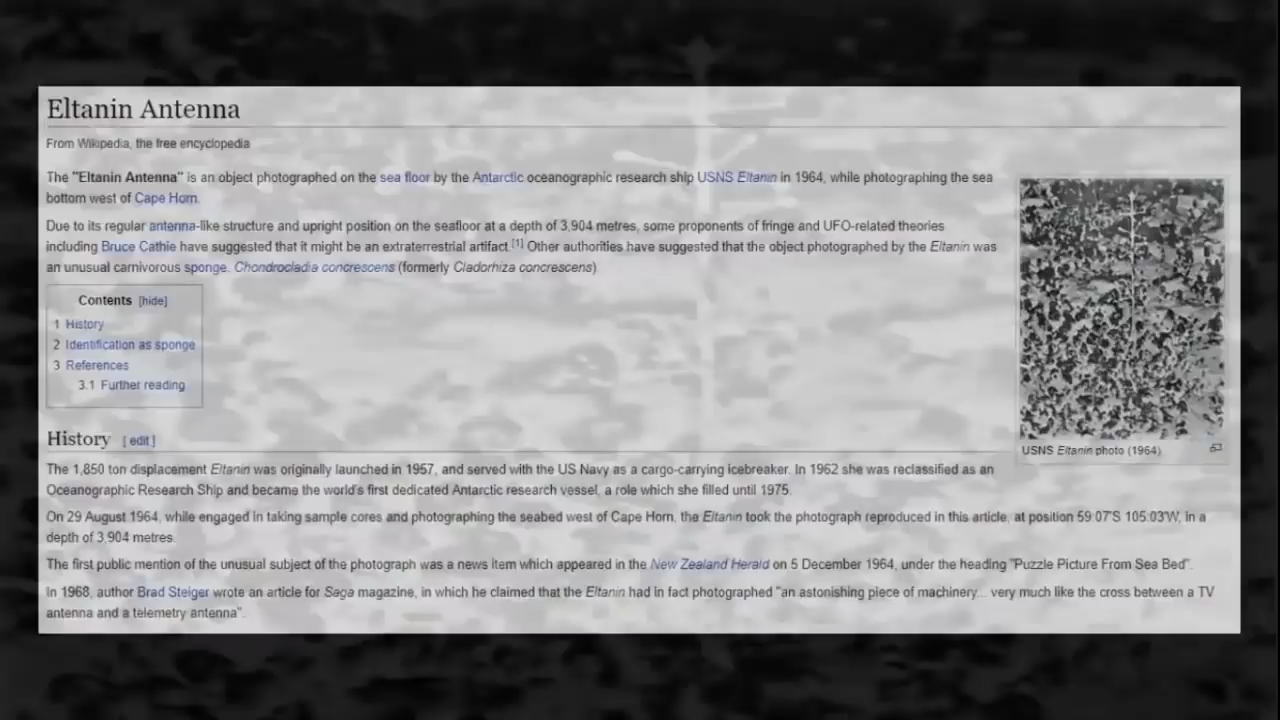 Eltanin Antenna
From Wikipedia, the free encyclopedia
The "Eltanin Antenna" is an object photographed on the sea floor by the Antarctic oceanographic research ship USNS Eltanin in 1964, while photographing the sea
bottom west of Cape Horn.
Due to its regular antenna-like structure and upright position on the seafloor at a depth of 3,904 metres, some proponents of fringe and UFO-related theories
including Bruce Cathie have suggested that it might be an extraterrestrial artifact.[1] Other authorities have suggested that the object photographed by the Eltanin was
an unusual carnivorous sponge. Chondrocladia concrescens (formerly Cladorhiza concrescens)
Contents [hide]
1 History
2 Identification as sponge
3 References
3.1 Further reading
USNS Eltanin photo (1964)
History [ edit ]
The 1,850 ton displacement Eltanin was originally launched in 1957, and served with the US Navy as a cargo-carrying icebreaker. In 1962 she was reclassified as an
Oceanographic Research Ship and became the world's first dedicated Antarctic research vessel, a role which she filled until 1975.
On 29 August 1964, while engaged in taking sample cores and photographing the seabed west of Cape Horn, the Eltanin took the photograph reproduced in this article, at position 59 07'S 105 03'W, in a
depth of 3,904 metres.
The first public mention of the unusual subject of the photograph was a news item which appeared in the New Zealand Herald on 5 December 1964, under the heading "Puzzle Picture From Sea Bed".
In 1968, author Brad Steiger wrote an article for Saga magazine, in which he claimed that the Eltanin had in fact photographed "an astonishing piece of machinery... very much like the cross between a TV
antenna and a telemetry antenna".